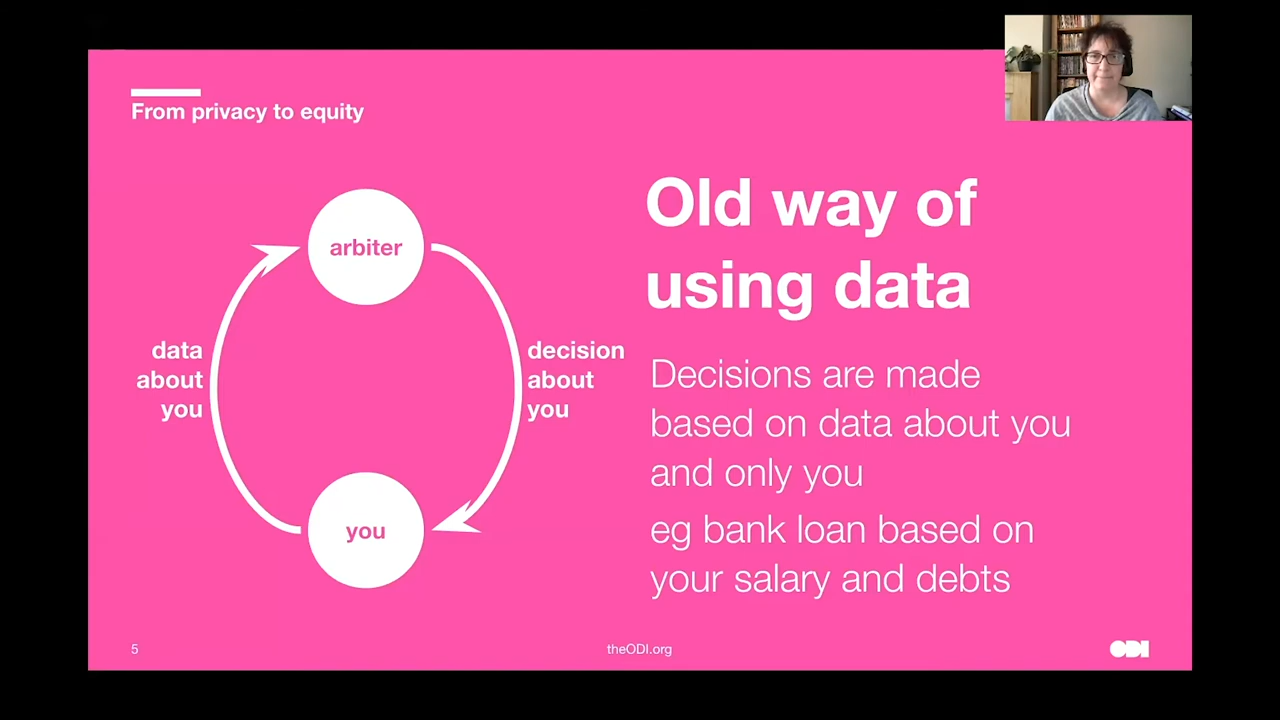 From privacy to equity
Old way of
using data
arbiter
data
about
you
decision
about
you
you
Decisions are made
based on data about you
and only you
eg bank loan based on
your salary and debts
5
theODI.org
ODI